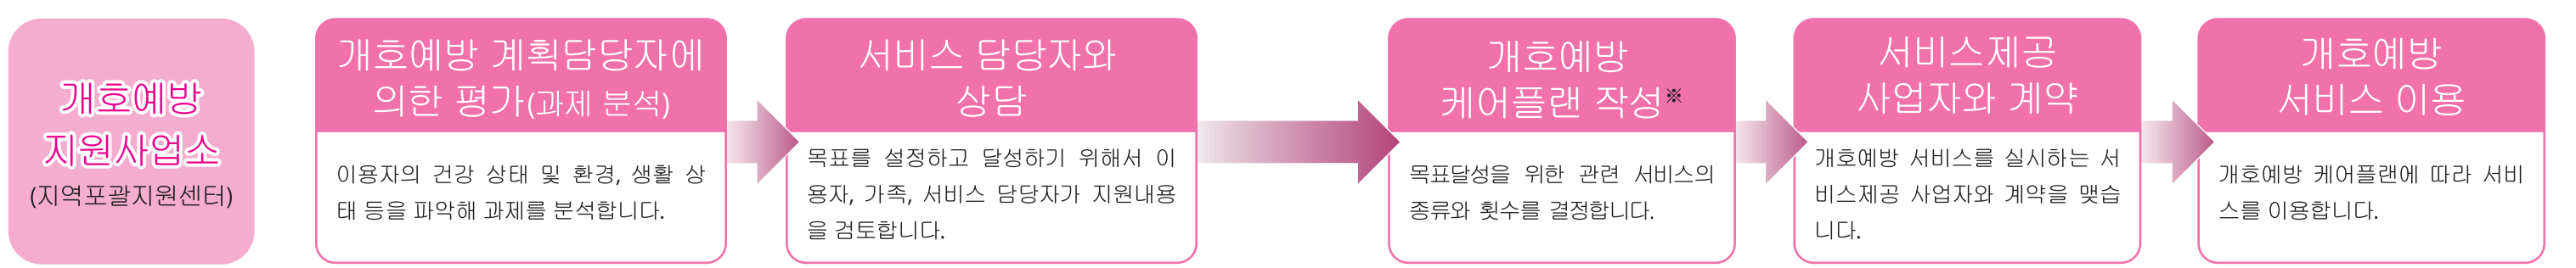 개호예방
지원사업소
(지역포괄지원센터)
개호예방 계획담당자에
의한 평가(과제 분석)
이용자의 건강 상태 및 환경, 생활 상
태 등을 파악해 과제를 분석합니다.
서비스 담당자와
상담
목표를 설정하고 달성하기 위해서 이
용자, 가족, 서비스 담당자가 지원내용
을 검토합니다.
개호예방
케어플랜 작성※
목표달성을 위한 관련 서비스의
종류와 횟수를 결정합니다.
서비스제공
사업자와 계약
개호예방 서비스를 실시하는 서
비스제공 사업자와 계약을 맺습
니다.
개호예방
서비스 이용
개호예방 케어플랜에 따라 서비
스를 이용합니다.